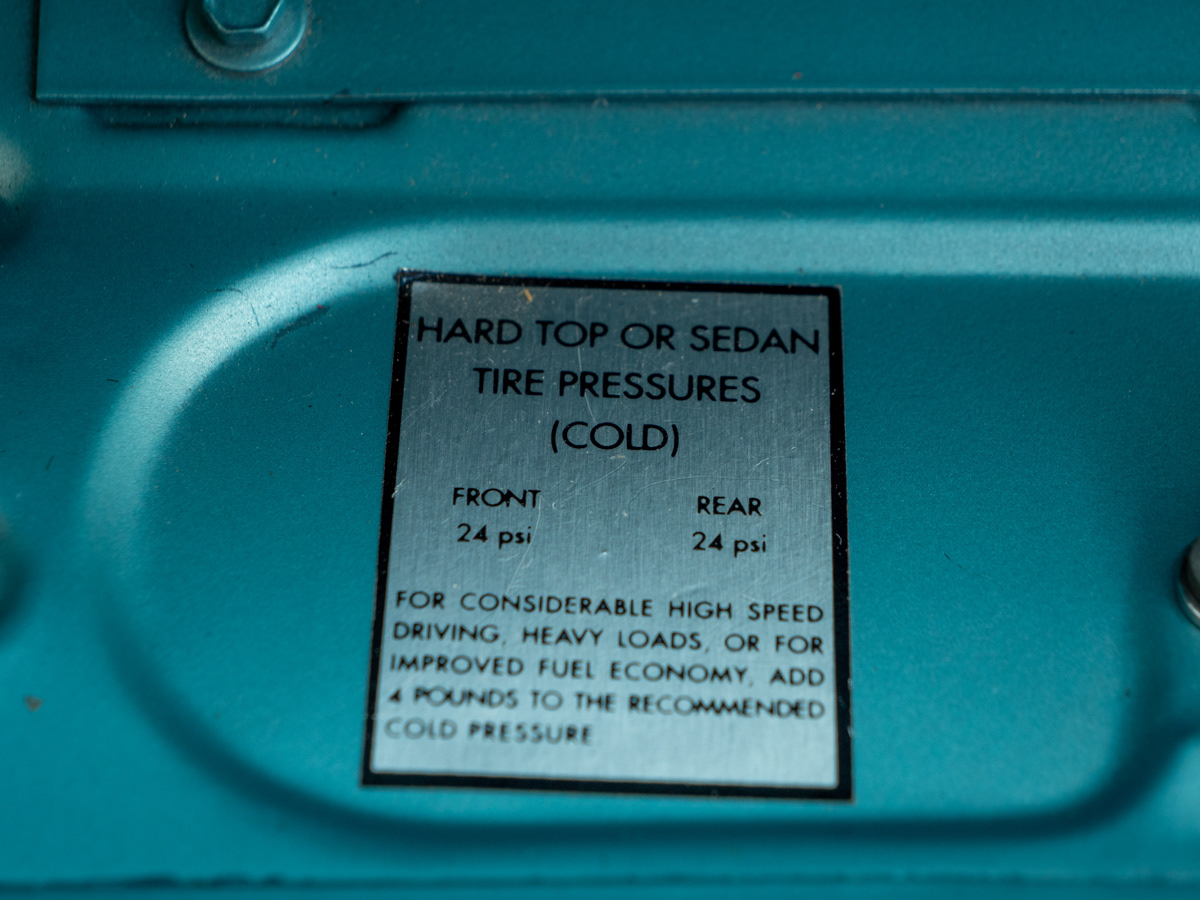 HARD TOP OR SEDAN
TIRE PRESSURES
(COLD)
FRONT REAR
24 psi 24 psi
FOR CONSIDERABLE HIGH SPEED
DRIVING, HEAVY LOADS, OR FOR
IMPROVED FUEL ECONOMY, ADD
4 POUNDS TO THE RECOMMENDED
COLD PRESSURE